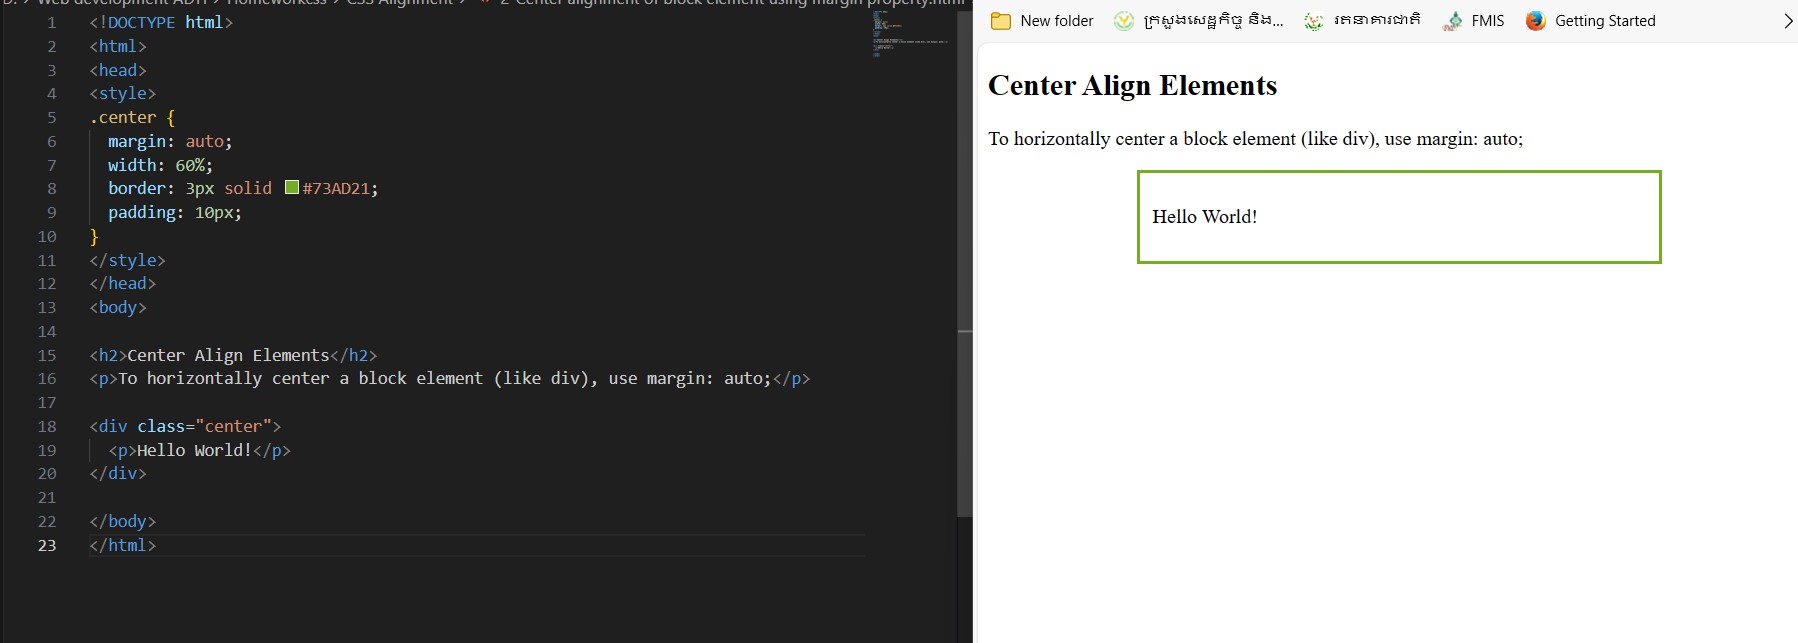 Web development ADTI > Homeworkcss > CSS Alignment > 2 Center alignment of block element using margin property.html
1 <!DOCTYPE html>
2 <html>
3 <head>
4 <style>
5 .center {
6 margin: auto;
7 width: 60%;
8 border: 3px solid #73AD21;
9 padding: 10px;
10 }
11 </style>
12 </head>
13 <body>
14
15 <h2>Center Align Elements</h2>
16 <p>To horizontally center a block element (like div), use margin: auto;</p>
17
18 <div class="center">
19 <p>Hello World!</p>
20 </div>
21
22 </body>
23 </html>
New folder ក្រសួងសេដ្ឋកិច្ច និង... រតនាគារជាតិ FMIS Getting Started
Center Align Elements
To horizontally center a block element (like div), use margin: auto;
Hello World!